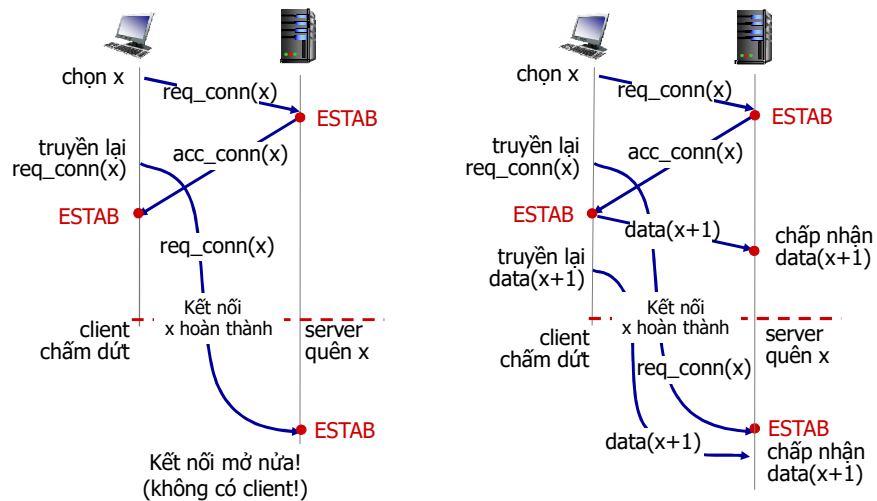 chọn x
req_conn(x)
ESTAB
truyền lại
req_conn(x)
acc_conn(x)
ESTAB
req_conn(x)
Kết nối
x hoàn thành
client
chấm dứt
server
quên x
ESTAB
Kết nối mở nửa!
(không có client!)
chọn x
req_conn(x)
ESTAB
truyền lại
req_conn(x)
acc_conn(x)
ESTAB
data(x+1)
chấp nhận
data(x+1)
truyền lại
data(x+1)
Kết nối
x hoàn thành
client
chấm dứt
server
quên x
req_conn(x)
ESTAB
data(x+1)
chấp nhận
data(x+1)